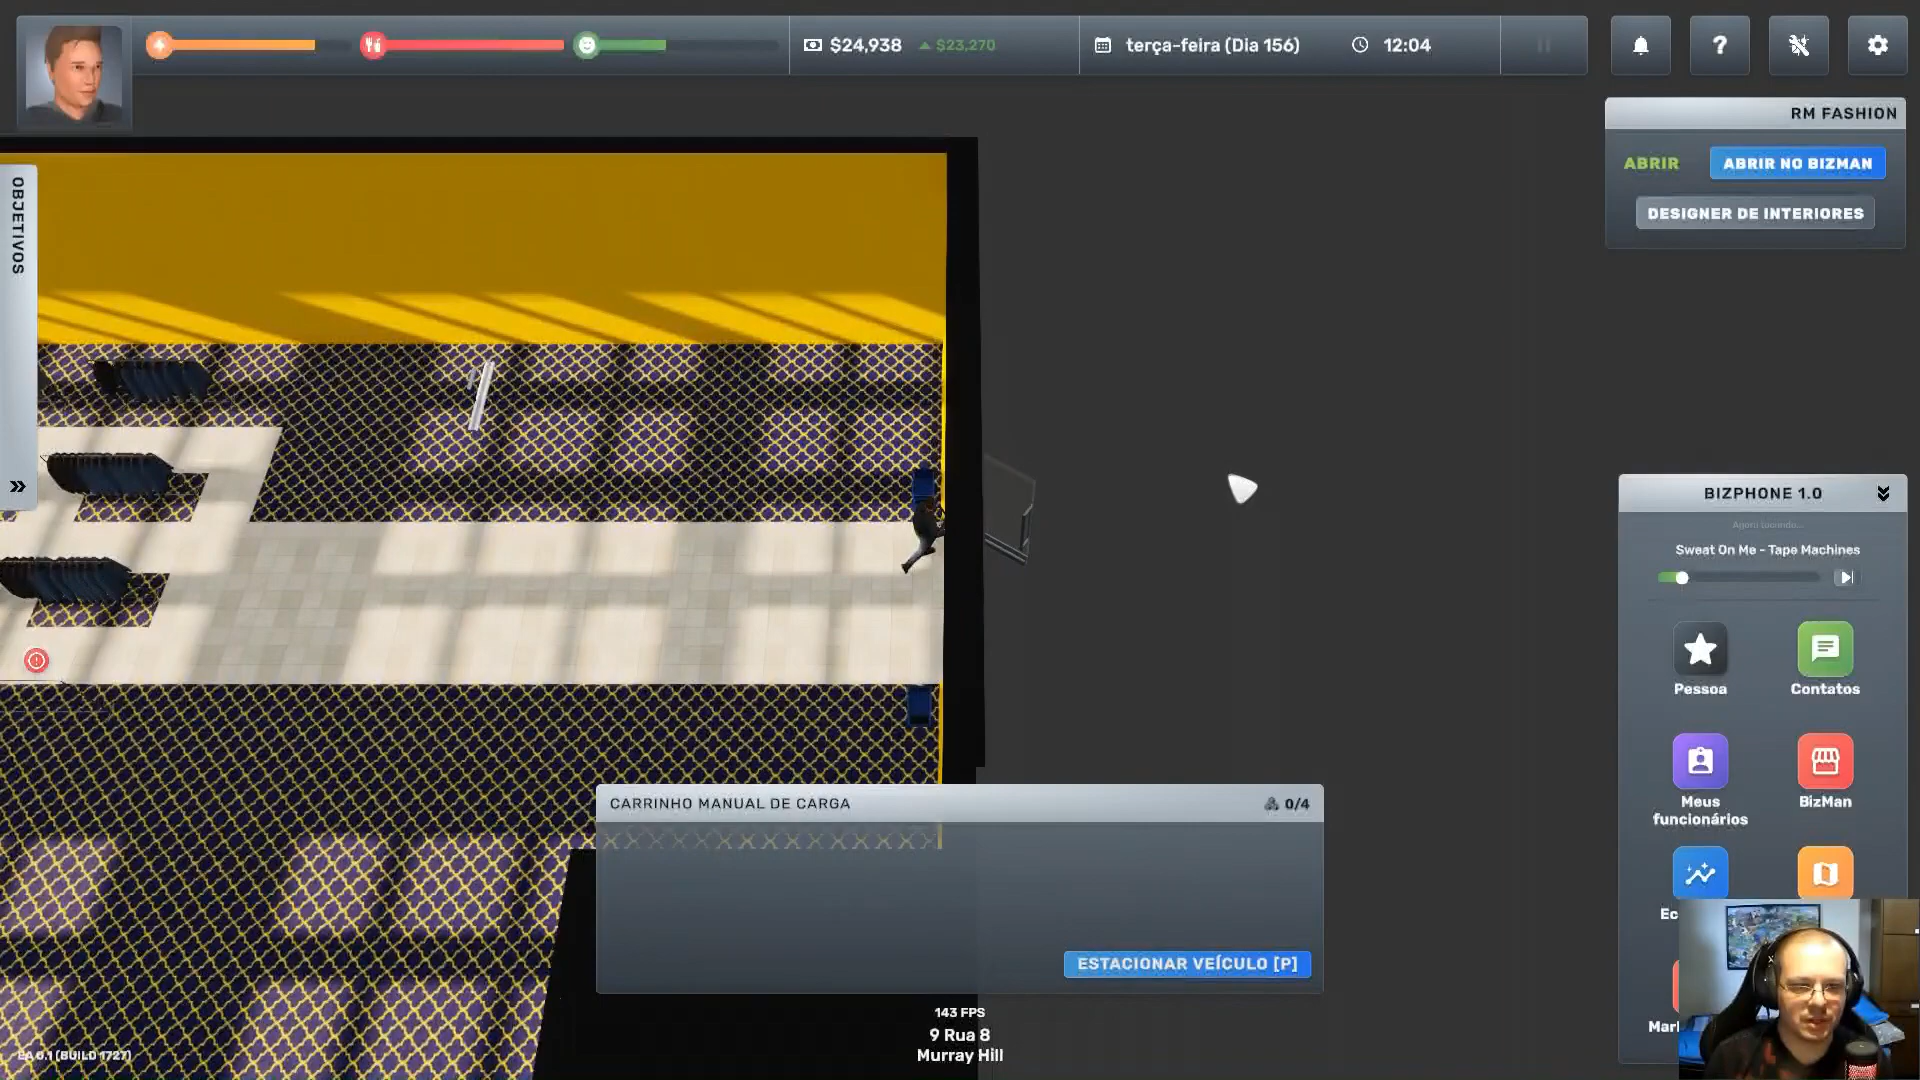 $24,938
$23,270
terça-feira (Dia 156)
12:04
?
RM FASHION
ABRIR
ABRIR NO BIZMAN
DESIGNER DE INTERIORES
OBJETIVOS
BIZPHONE 1.0
Agora tocando...
Sweat On Me - Tape Machines
Pessoa
Contatos
Meus
funcionários
BizMan
CARRINHO MANUAL DE CARGA
0/4
ESTACIONAR VEÍCULO [P]
143 FPS
9 Rua 8
Murray Hill
EA 0.1 (BUILD 1727)